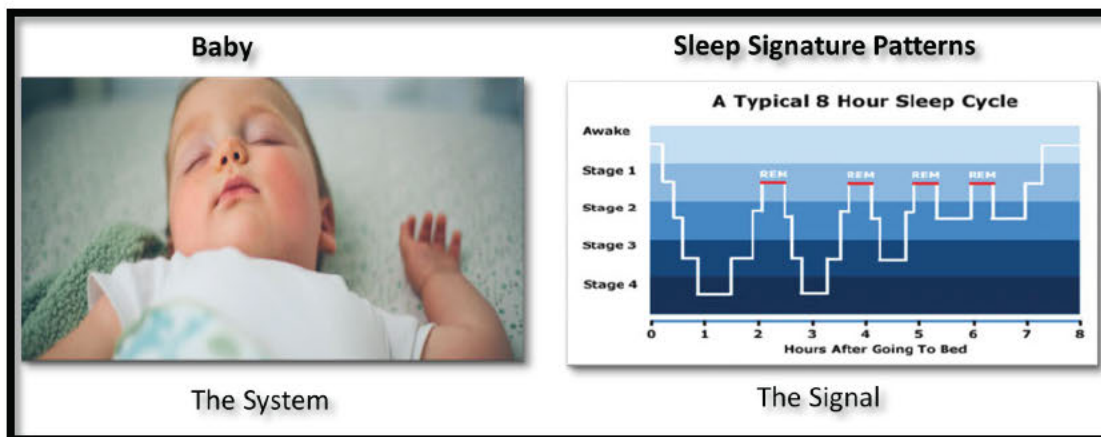 Baby
Sleep Signature Patterns
A Typical 8 Hour Sleep Cycle
Awake
Stage 1
Stage 2
Stage 3
Stage 4
REM REM REM REM
0 1 2 3 4 5 6 7 8
Hours After Going To Bed
The System
The Signal